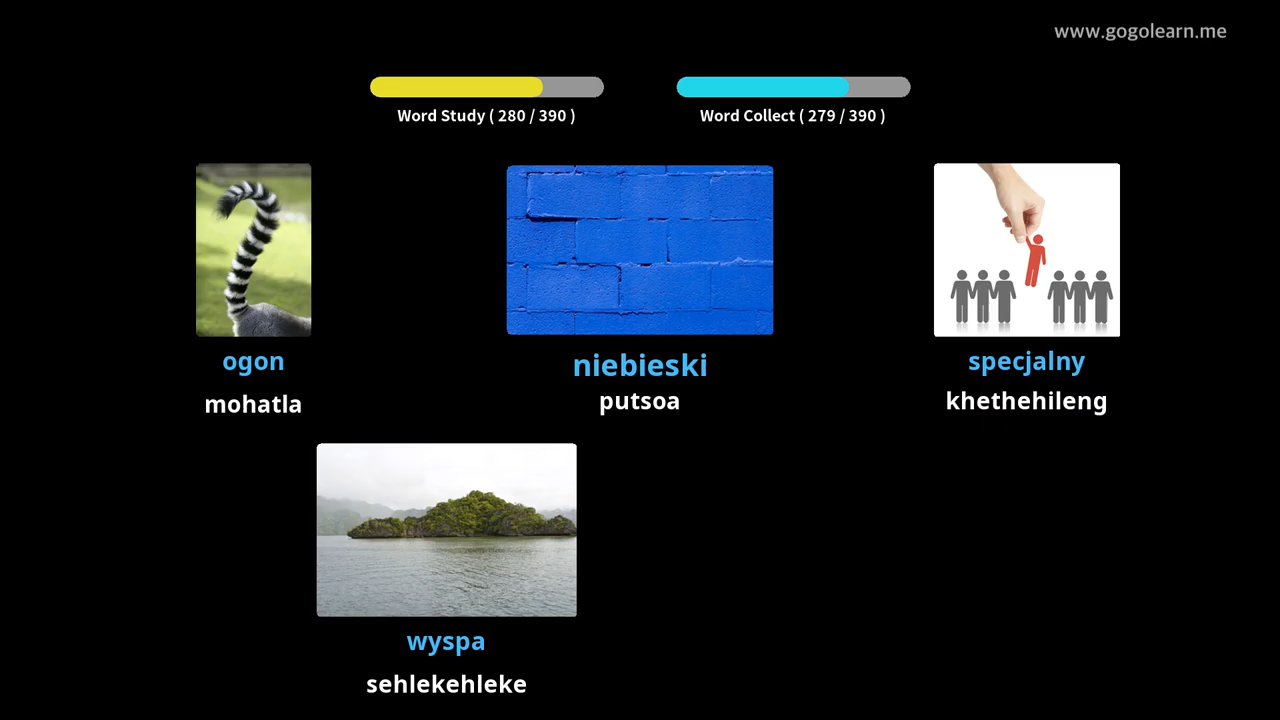 www.gogolearn.me
Word Study ( 280 / 390 )
Word Collect ( 279 / 390 )
ogon
niebieski
specjalny
mohatla
putsoa
khethehileng
wyspa
sehlekehleke